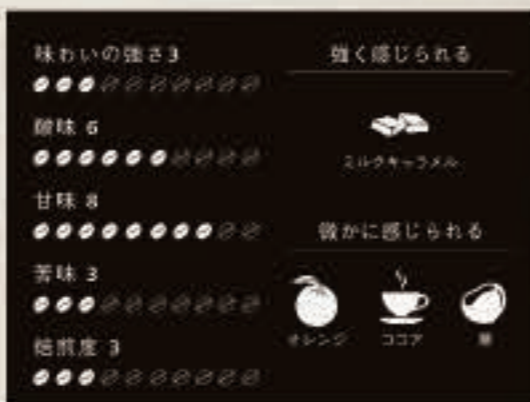 味わいの強さ3
酸味 6
甘味 8
苦味 3
焙煎度 3
強く感じられる
ミルクキャラメル
微かに感じられる
オレンジ
ココア